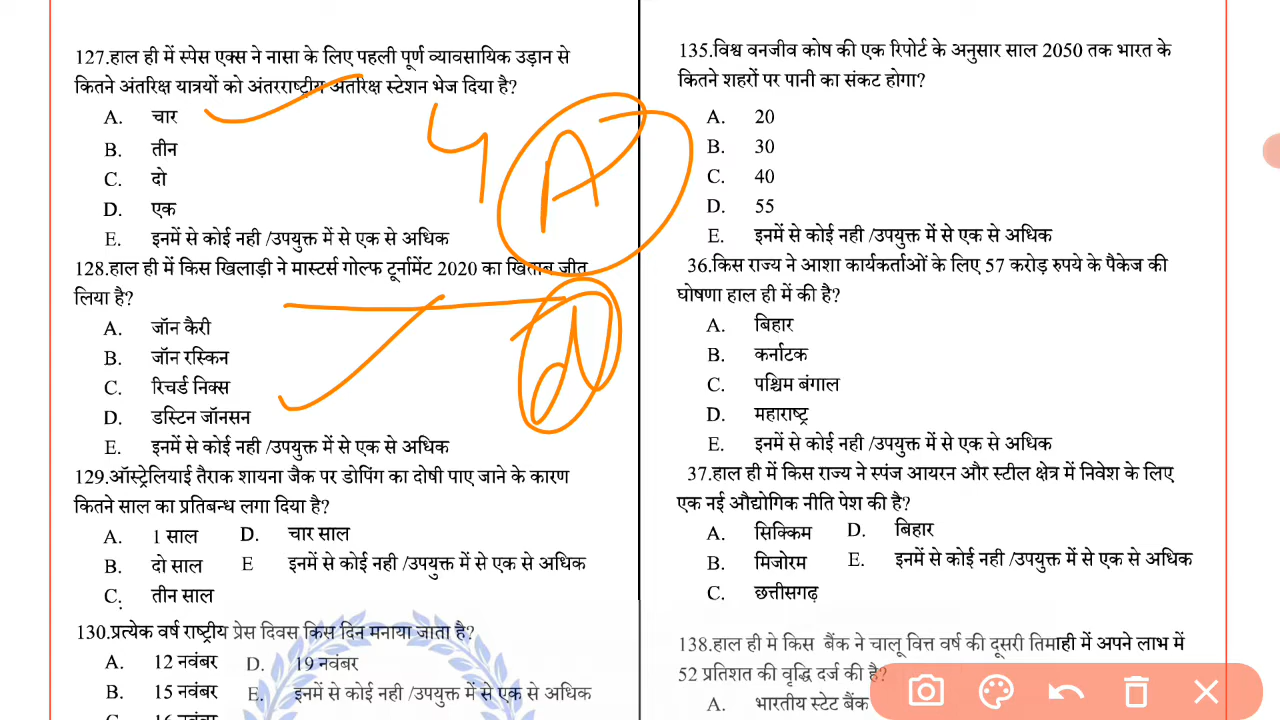 127.हाल ही में स्पेस एक्स ने नासा के लिए पहली पूर्ण व्यावसायिक उड़ान से
कितने अंतरिक्ष यात्रयों को अंतरराष्ट्रीय अंतरिक्ष स्टेशन भेज दिया है?
A. चार
B. तीन
C. दो
D. एक
E. इनमें से कोई नही /उपयुक्त में से एक से अधिक
4
A
128.हाल ही में किस खिलाड़ी ने मास्टर्स गोल्फ टूर्नामेंट 2020 का खिताब जीत
लिया है?
A. जॉन कैरी
B. जॉन रस्किन
C. रिचर्ड निक्स
D. डस्टिन जॉनसन
E. इनमें से कोई नही /उपयुक्त में से एक से अधिक
d
129.ऑस्ट्रेलियाई तैराक शायना जैक पर डोपिंग का दोषी पाए जाने के कारण
कितने साल का प्रतिबन्ध लगा दिया है?
A. 1 साल D. चार साल
B. दो साल E इनमें से कोई नही /उपयुक्त में से एक से अधिक
C. तीन साल
130.प्रत्येक वर्ष राष्ट्रीय प्रेस दिवस किस दिन मनाया जाता है?
A. 12 नवंबर D. 19 नवंबर
B. 15 नवंबर E. इनमें से कोई नही /उपयुक्त में से एक से अधिक
C. 16 नवंबर
135.विश्व वनजीव कोष की एक रिपोर्ट के अनुसार साल 2050 तक भारत के
कितने शहरों पर पानी का संकट होगा?
A. 20
B. 30
C. 40
D. 55
E. इनमें से कोई नही /उपयुक्त में से एक से अधिक
36.किस राज्य ने आशा कार्यकर्ताओं के लिए 57 करोड़ रुपये के पैकेज की
घोषणा हाल ही में की है?
A. बिहार
B. कर्नाटक
C. पश्चिम बंगाल
D. महाराष्ट्र
E. इनमें से कोई नही /उपयुक्त में से एक से अधिक
37.हाल ही में किस राज्य ने स्पंज आयरन और स्टील क्षेत्र में निवेश के लिए
एक नई औद्योगिक नीति पेश की है?
A. सिक्किम D. बिहार
B. मिजोरम E. इनमें से कोई नही /उपयुक्त में से एक से अधिक
C. छत्तीसगढ़
138.हाल ही मे किस बैंक ने चालू वित्त वर्ष की दूसरी तिमाही में अपने लाभ में
52 प्रतिशत की वृद्धि दर्ज की है?
A. भारतीय स्टेट बैंक